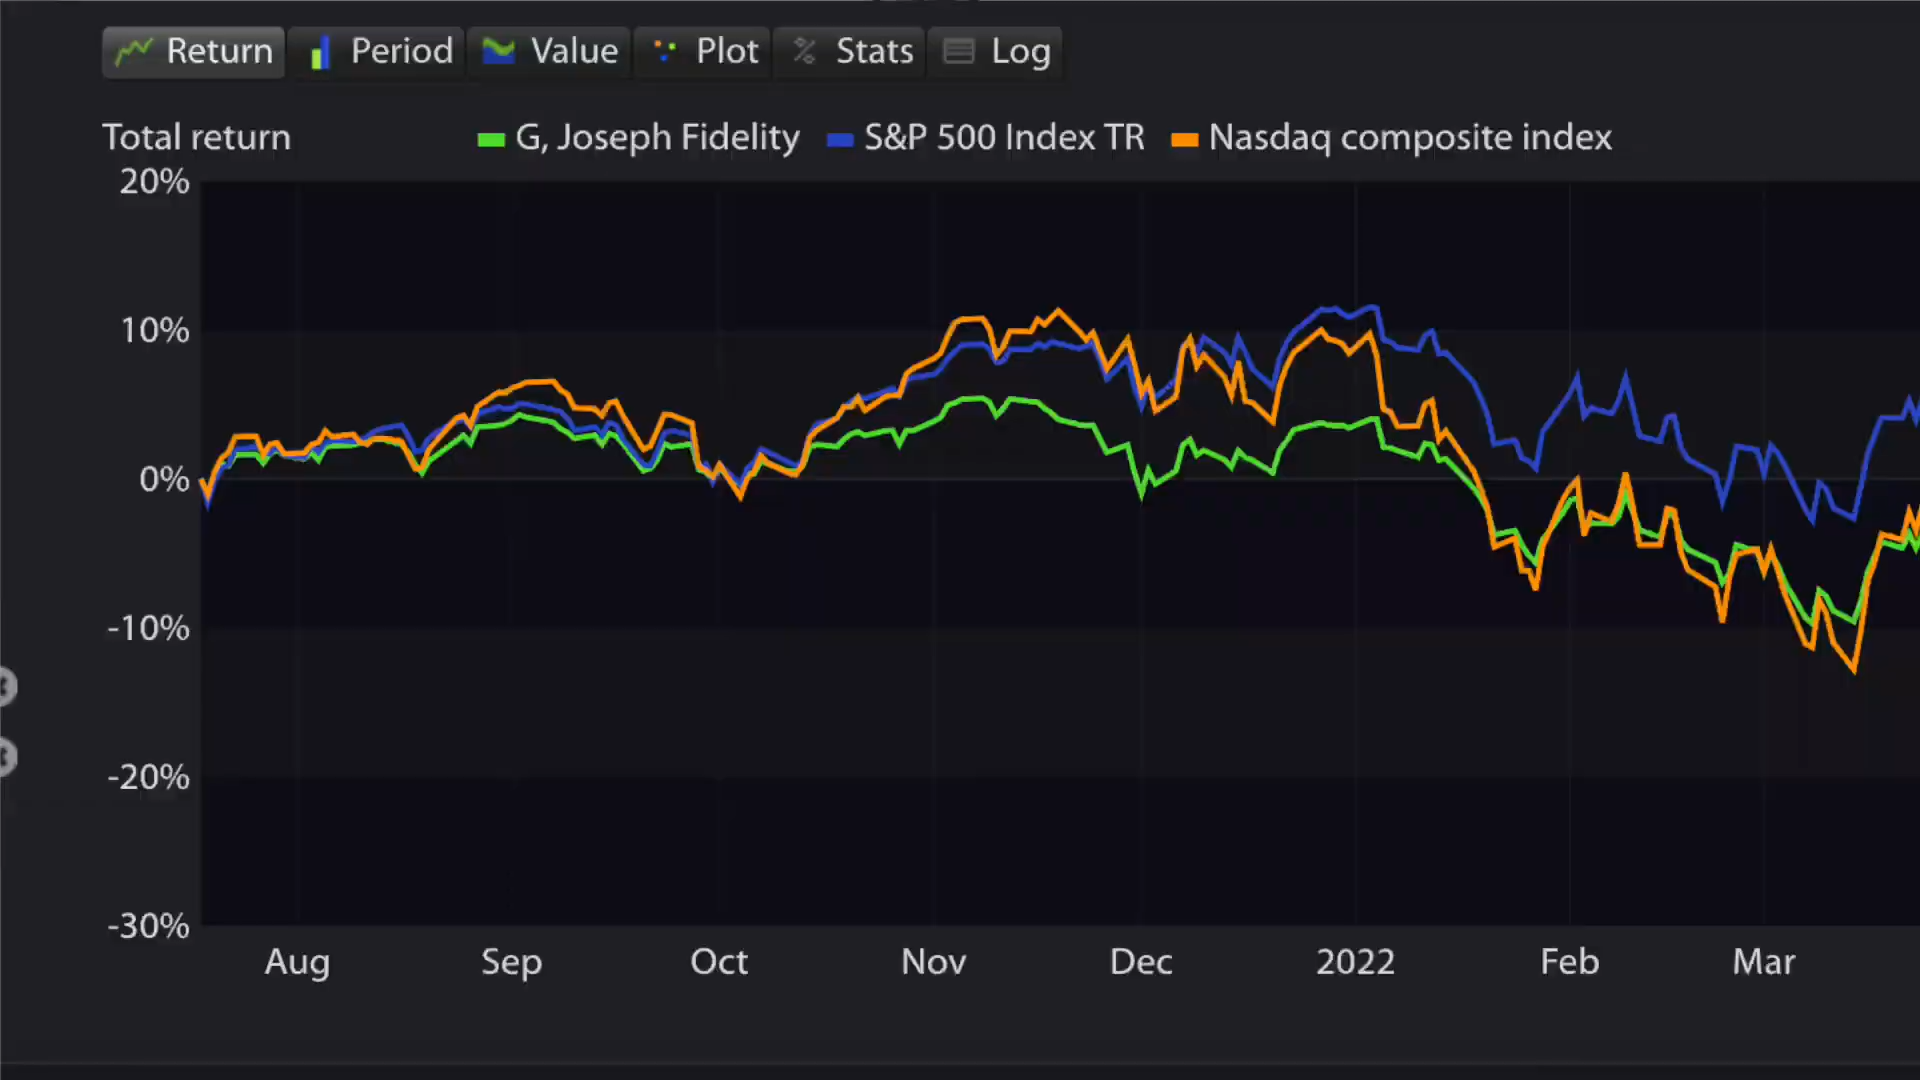 Return Period Value Plot Stats Log
Total return G, Joseph Fidelity S&P 500 Index TR Nasdaq composite index
20%
10%
0%
-10%
-20%
-30%
Aug Sep Oct Nov Dec 2022 Feb Mar